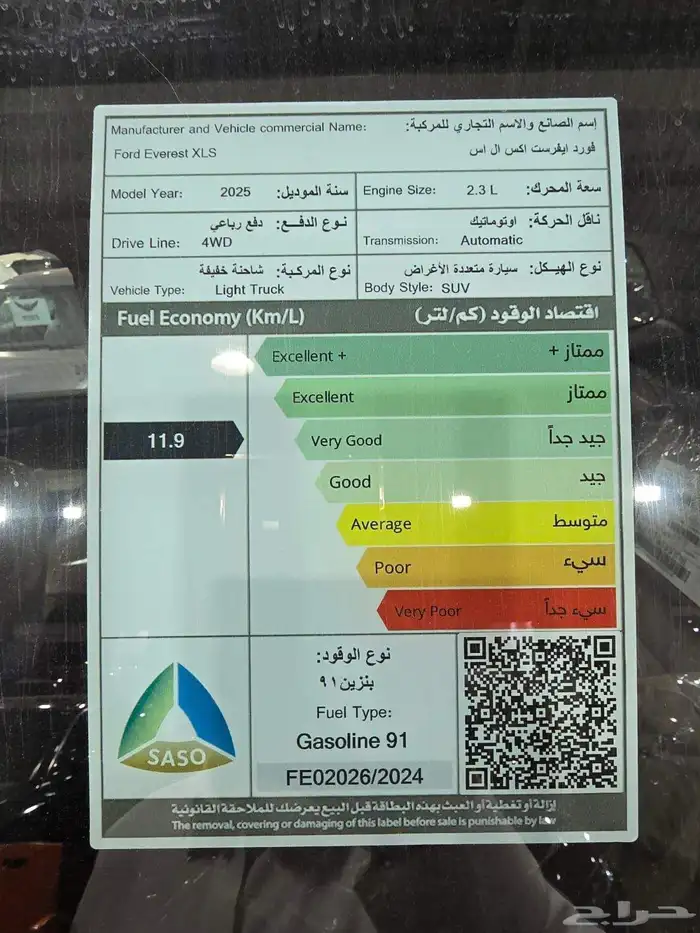 Manufacturer and Vehicle commercial Name: إسم الصانع والاسم التجاري للمركبة:
Ford Everest XLS فورد ايفرست اكس ال اس
Model Year: 2025 سنة الموديل: Engine Size: 2.3 L سعة المحرك:
نوع الدفع: دفع رباعي ناقل الحركة: اوتوماتيك
Drive Line: 4WD Transmission: Automatic
نوع المركبة: شاحنة خفيفة نوع الهيكل: سيارة متعددة الأغراض
Vehicle Type: Light Truck Body Style: SUV
Fuel Economy (Km/L) اقتصاد الوقود (كم/لتر)
Excellent + ممتاز +
Excellent ممتاز
11.9 Very Good جيد جداً
Good جيد
Average متوسط
Poor سيء
Very Poor سيء جداً
نوع الوقود:
بنزين ٩١
Fuel Type:
Gasoline 91
SASO
FE02026/2024
إزالة أو تغطية أو العبث بهذه البطاقة قبل البيع يعرضك للملاحقة القانونية
The removal, covering or damaging of this label before sale is punishable by law
حراج